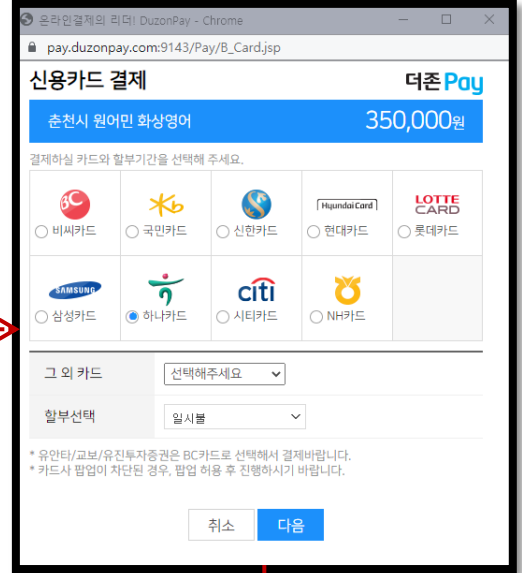 온라인결제의 리더! DuzonPay - Chrome
pay.duzonpay.com:9143/Pay/B_Card.jsp
신용카드 결제
더존 Pay
춘천시 원어민 화상영어
350,000원
결제하실 카드와 할부기간을 선택해 주세요.
BC
Kb
HyundaiCard
LOTTE
CARD
비씨카드
국민카드
신한카드
현대카드
롯데카드
SAMSUNG
citi
삼성카드
하나카드
시티카드
NH카드
그 외 카드
선택해주세요
할부선택
일시불
* 유안타/교보/유진투자증권은 BC카드로 선택해서 결제바랍니다.
* 카드사 팝업이 차단된 경우, 팝업 허용 후 진행하시기 바랍니다.
취소
다음